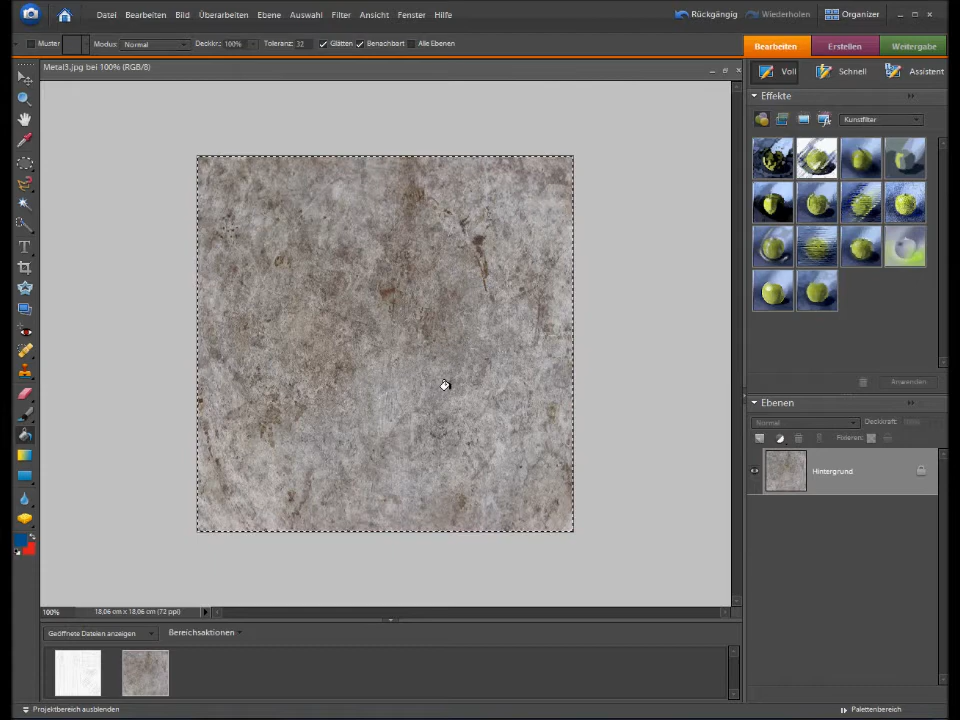 Datei Bearbeiten Bild Überarbeiten Ebene Auswahl Filter Ansicht Fenster Hilfe Rückgängig Wiederholen Organizer
Muster Modus: Normal Deckkr.: 100% Toleranz: 32 Glätten Benachbart Alle Ebenen
Bearbeiten Erstellen Weitergabe
Metal3.jpg bei 100% (RGB/8)
Voll Schnell Assistent
Effekte
Kunstfilter
Anwenden
Ebenen
Normal Deckkraft:
Fixieren:
Hintergrund
100% 18,06 cm x 18,06 cm (72 ppi)
Geöffnete Dateien anzeigen Bereichsaktionen
Projektbereich ausblenden Palettenbereich